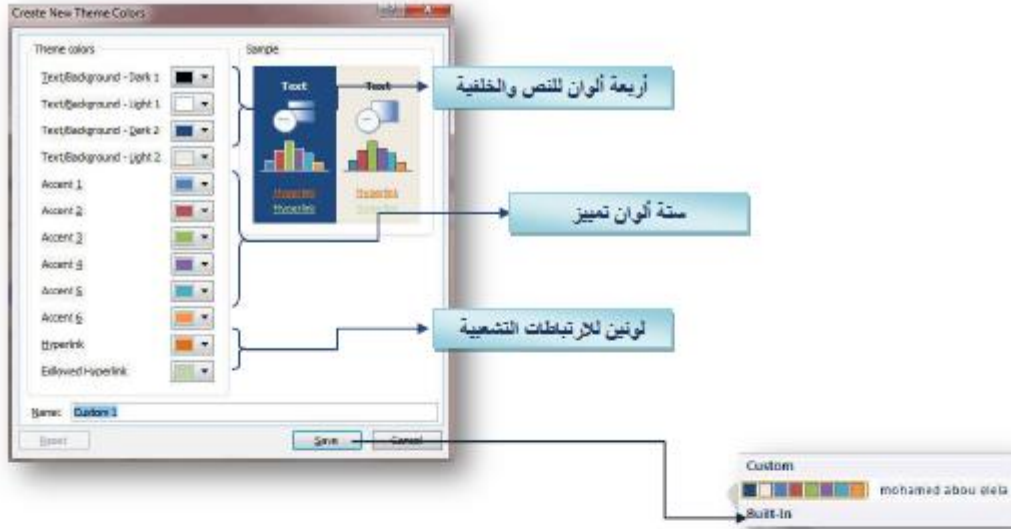 Create New Theme Colors
Theme colors
Sample
Text/Background - Dark 1
Text/Background - Light 1
Text/Background - Dark 2
Text/Background - Light 2
Accent 1
Accent 2
Accent 3
Accent 4
Accent 5
Accent 6
Hyperlink
Followed Hyperlink
Text
Text
Hyperlink
Hyperlink
Hyperlink
Hyperlink
أربعة ألوان للنص والخلفية
ستة ألوان تمييز
لونين للارتباطات التشعبية
Name: Custom 1
Reset
Save
Cancel
Custom
mohamed abou elela
Built-In